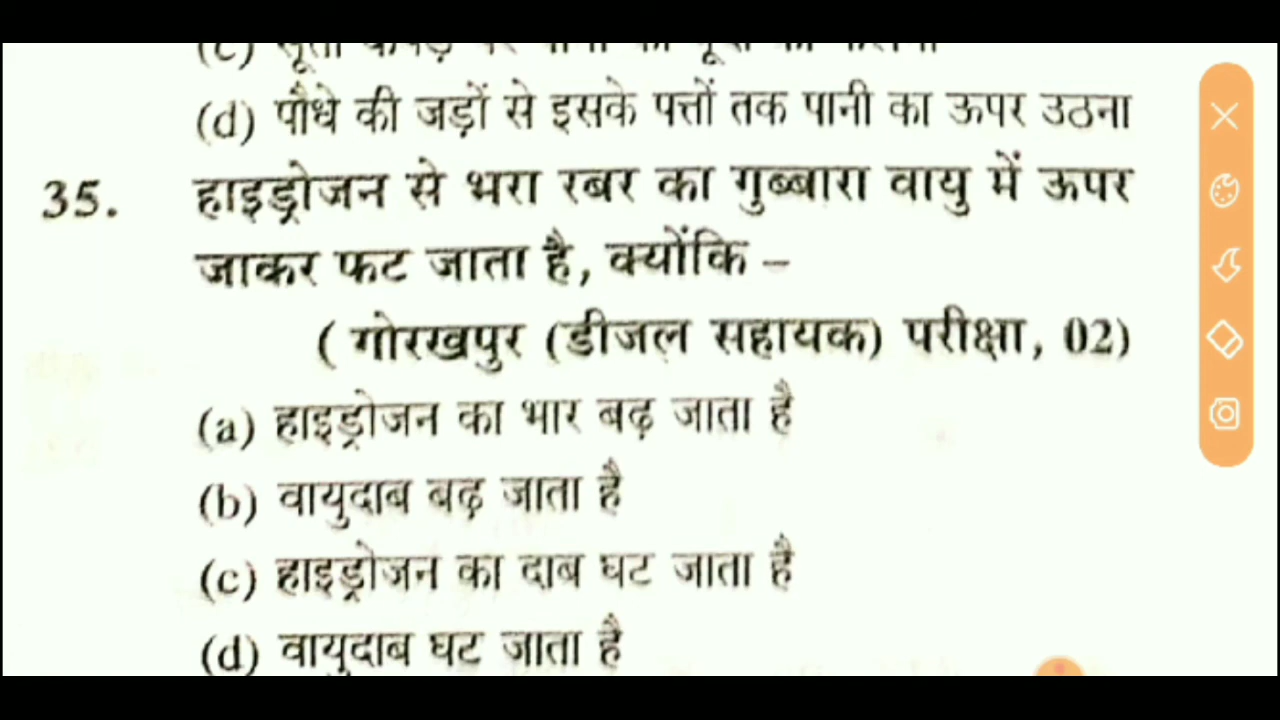 (d) पौधे की जड़ों से इसके पत्तों तक पानी का ऊपर उठना
35. हाइड्रोजन से भरा रबर का गुब्बारा वायु में ऊपर
जाकर फट जाता है, क्योंकि –
( गोरखपुर (डीजल सहायक) परीक्षा, 02)
(a) हाइड्रोजन का भार बढ़ जाता है
(b) वायुदाब बढ़ जाता है
(c) हाइड्रोजन का दाब घट जाता है
(d) वायुदाब घट जाता है